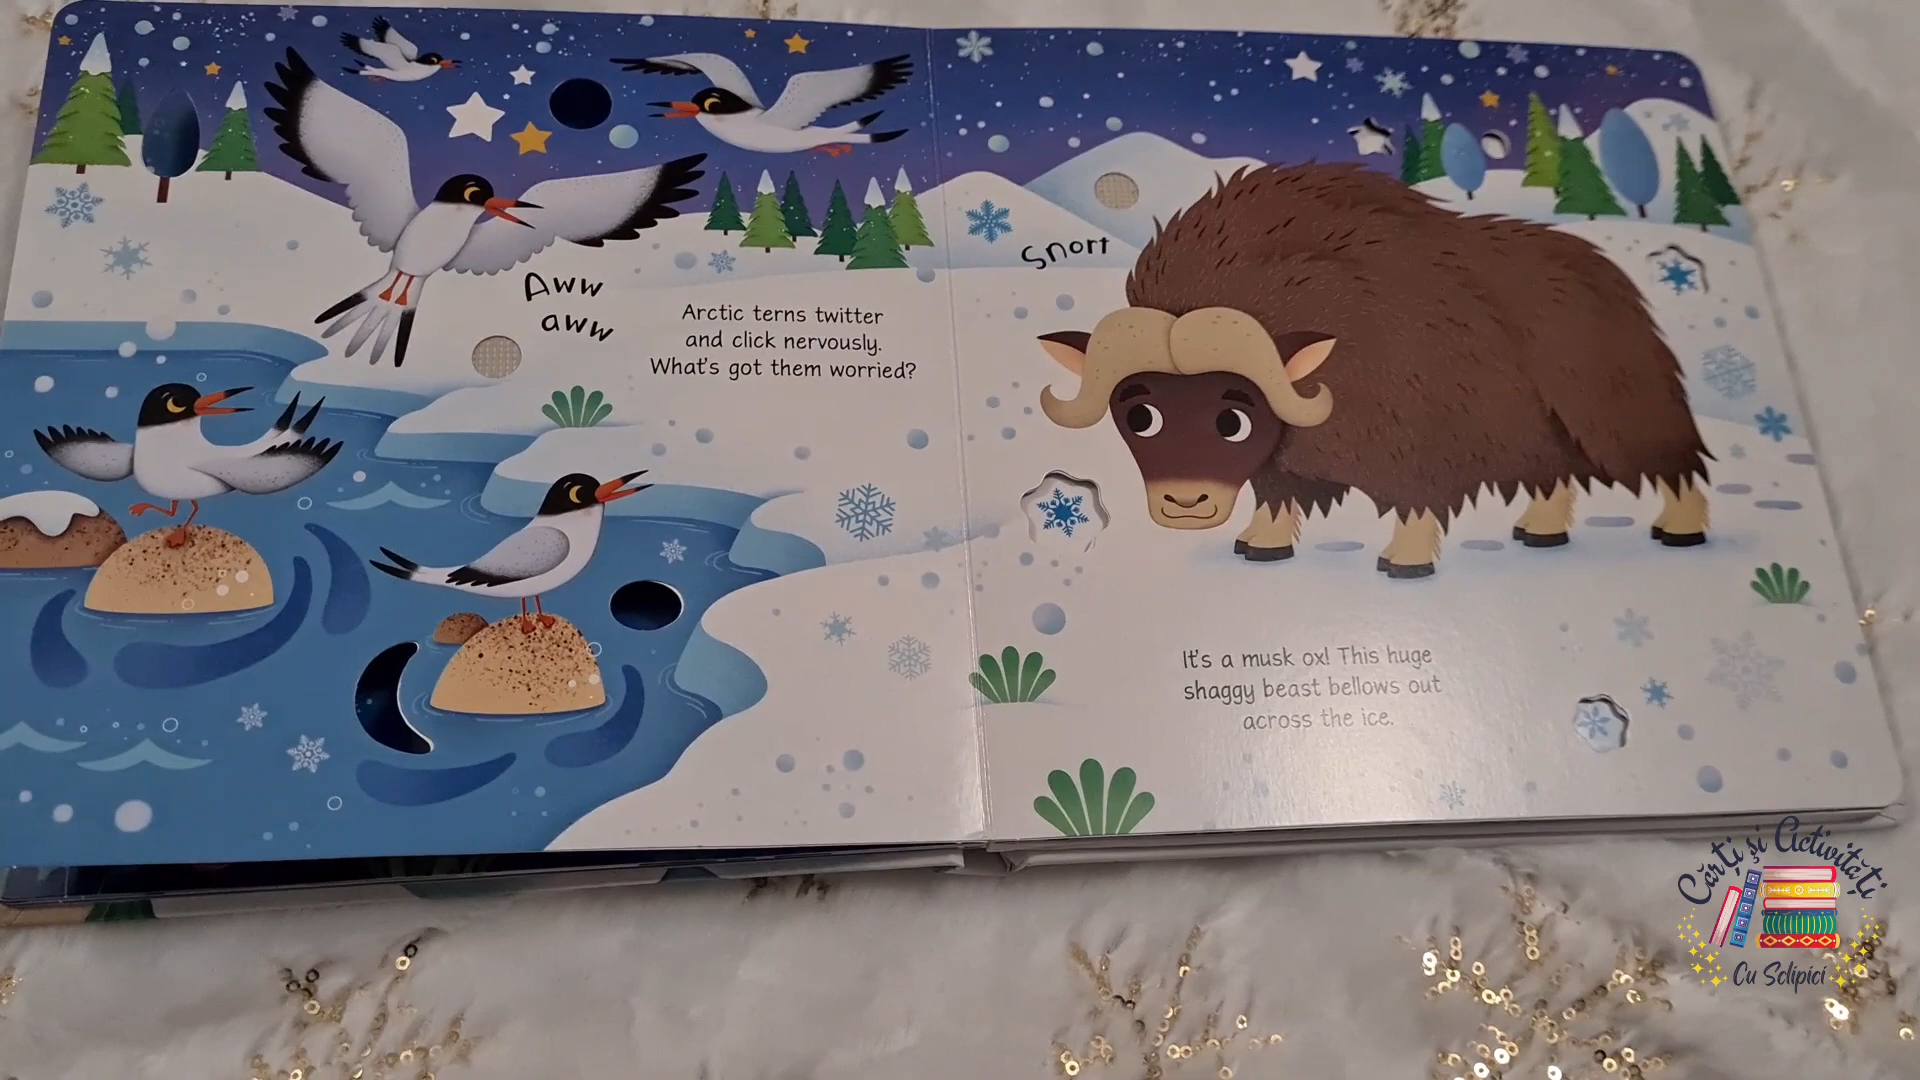 Aww
aww
Arctic terns twitter
and click nervously.
What's got them worried?
Snort
It's a musk ox! This huge
shaggy beast bellows out
across the ice.
Cărți și Activități
Cu Sclipici